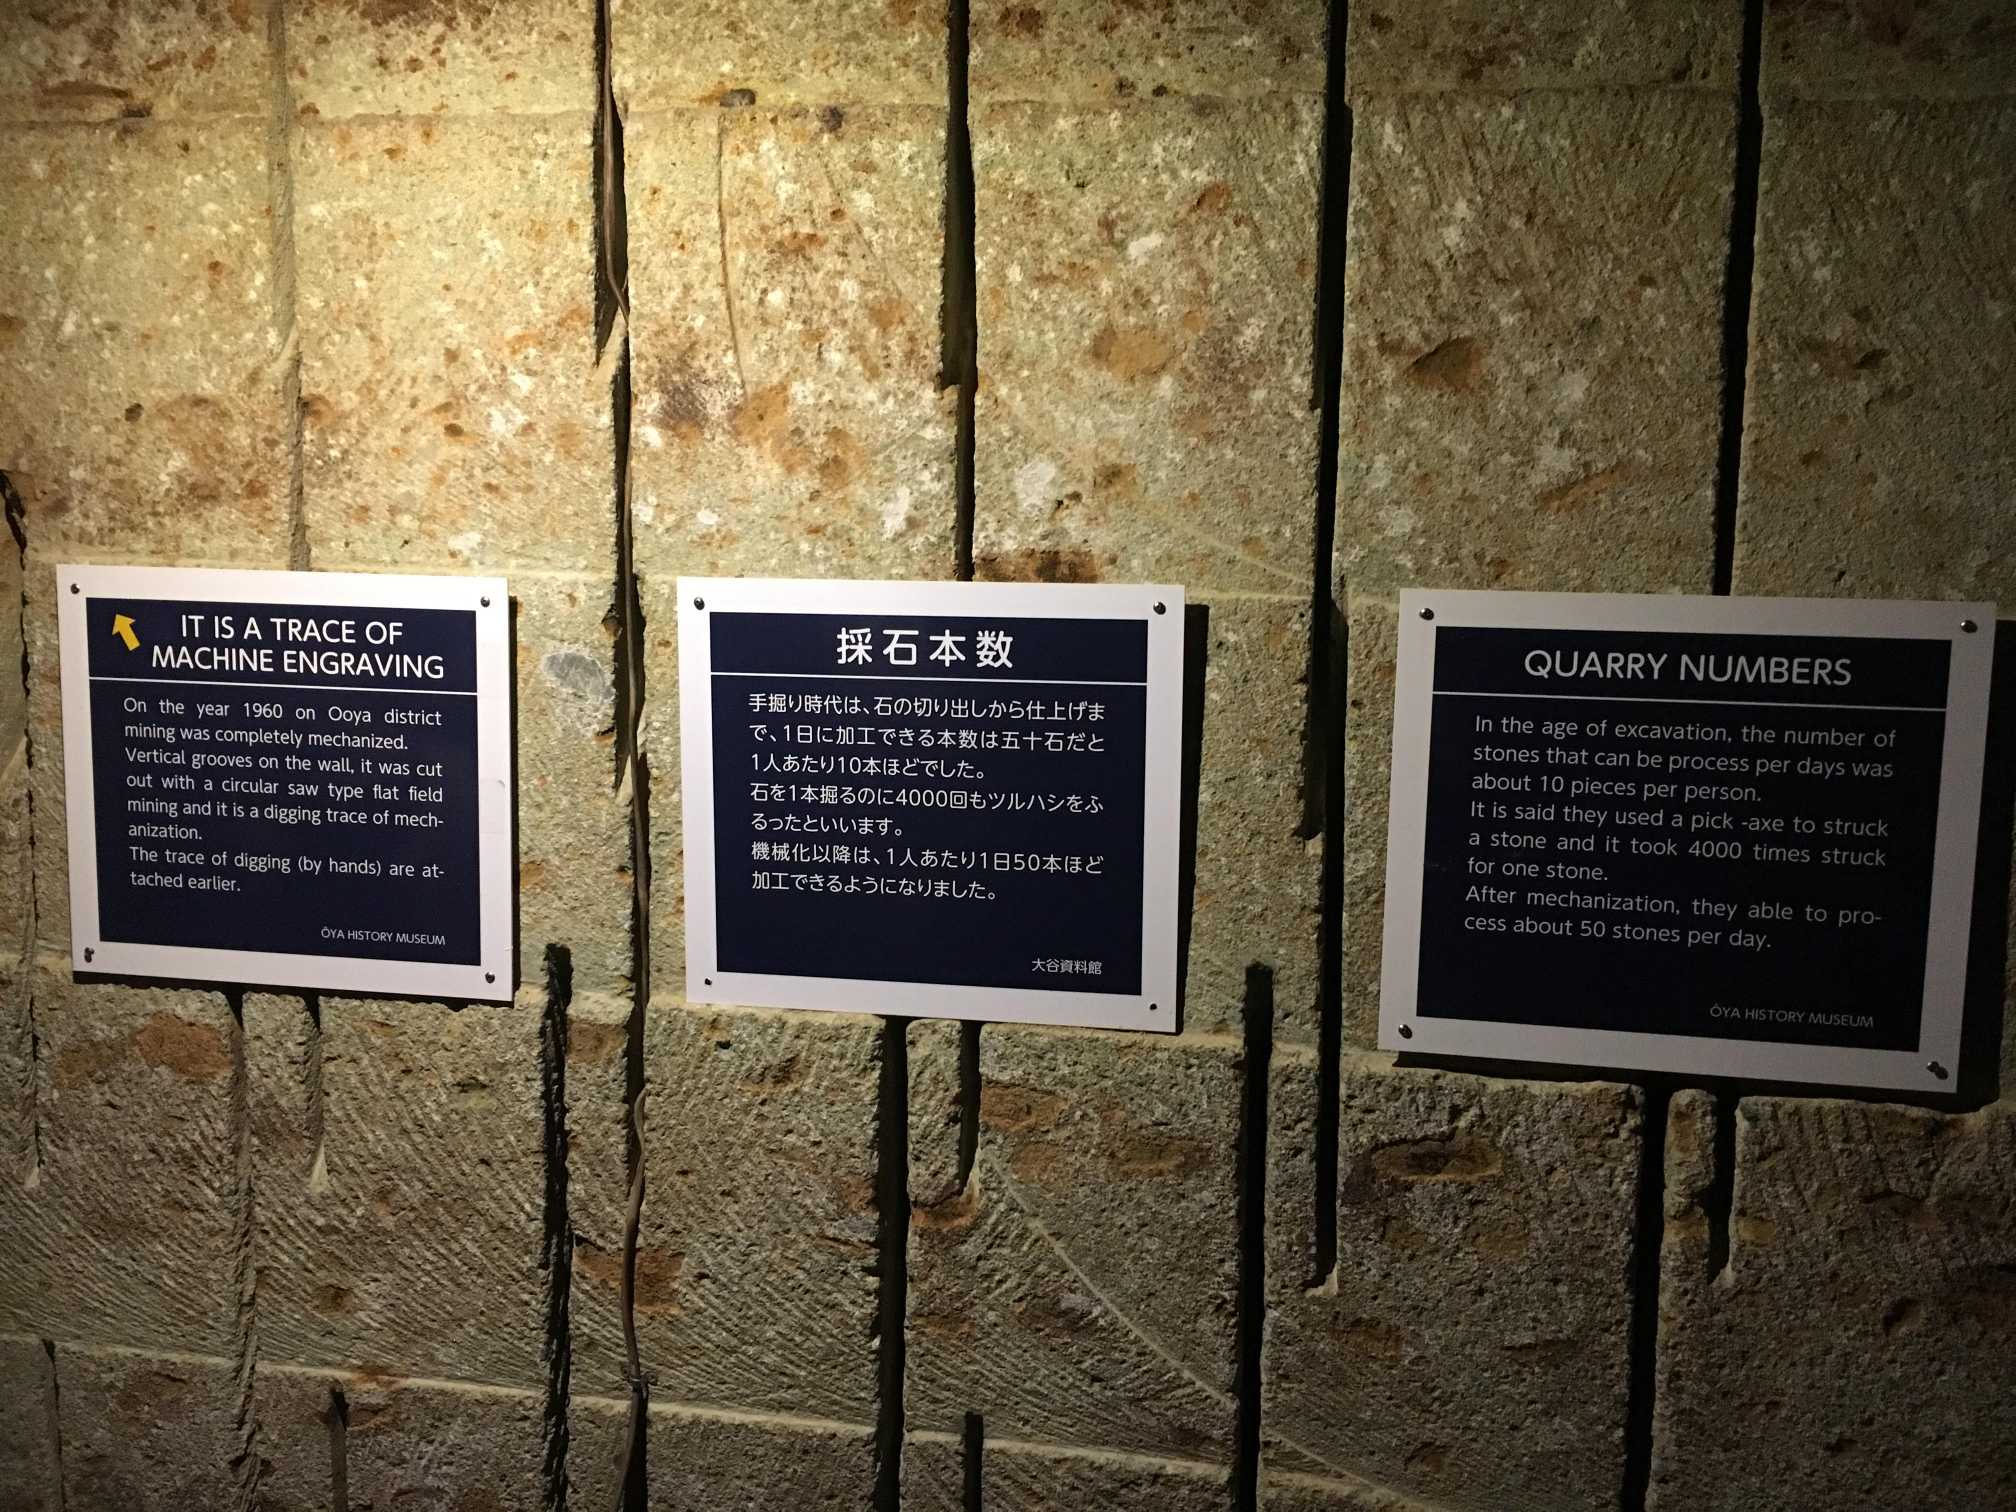 IT IS A TRACE OF
MACHINE ENGRAVING
On the year 1960 on Ooya district
mining was completely mechanized.
Vertical grooves on the wall, it was cut
out with a circular saw type flat field
mining and it is a digging trace of mech-
anization.
The trace of digging (by hands) are at-
tached earlier.
ŌYA HISTORY MUSEUM
採石本数
手掘り時代は、石の切り出しから仕上げま
で、1日に加工できる本数は五十石だと
1人あたり10本ほどでした。
石を1本掘るのに4000回もツルハシをふ
るったといいます。
機械化以降は、1人あたり1日50本ほど
加工できるようになりました。
大谷資料館
QUARRY NUMBERS
In the age of excavation, the number of
stones that can be process per days was
about 10 pieces per person.
It is said they used a pick -axe to struck
a stone and it took 4000 times struck
for one stone.
After mechanization, they able to pro-
cess about 50 stones per day.
ŌYA HISTORY MUSEUM